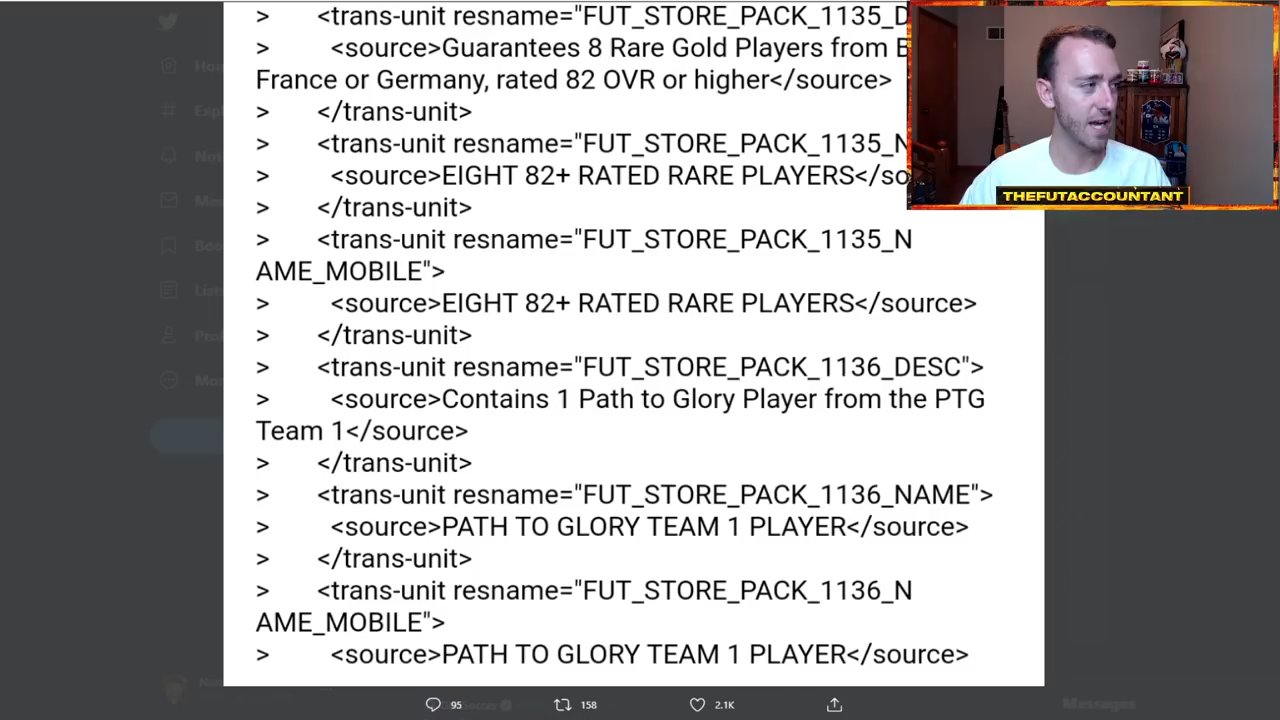 > <trans-unit resname="FUT_STORE_PACK_1135_D
> <source>Guarantees 8 Rare Gold Players from
France or Germany, rated 82 OVR or higher</source>
> </trans-unit>
> <trans-unit resname="FUT_STORE_PACK_1135_N
> <source>EIGHT 82+ RATED RARE PLAYERS</so
> </trans-unit>
> <trans-unit resname="FUT_STORE_PACK_1135_N
AME_MOBILE">
> <source>EIGHT 82+ RATED RARE PLAYERS</source>
> </trans-unit>
> <trans-unit resname="FUT_STORE_PACK_1136_DESC">
> <source>Contains 1 Path to Glory Player from the PTG
Team 1</source>
> </trans-unit>
> <trans-unit resname="FUT_STORE_PACK_1136_NAME">
> <source>PATH TO GLORY TEAM 1 PLAYER</source>
> </trans-unit>
> <trans-unit resname="FUT_STORE_PACK_1136_N
AME_MOBILE">
> <source>PATH TO GLORY TEAM 1 PLAYER</source>
THEFUTACCOUNTANT
95 158 2.1K
Messages